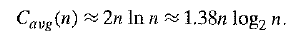 C_avg(n) ≈ 2n ln n ≈ 1.38n log₂ n.